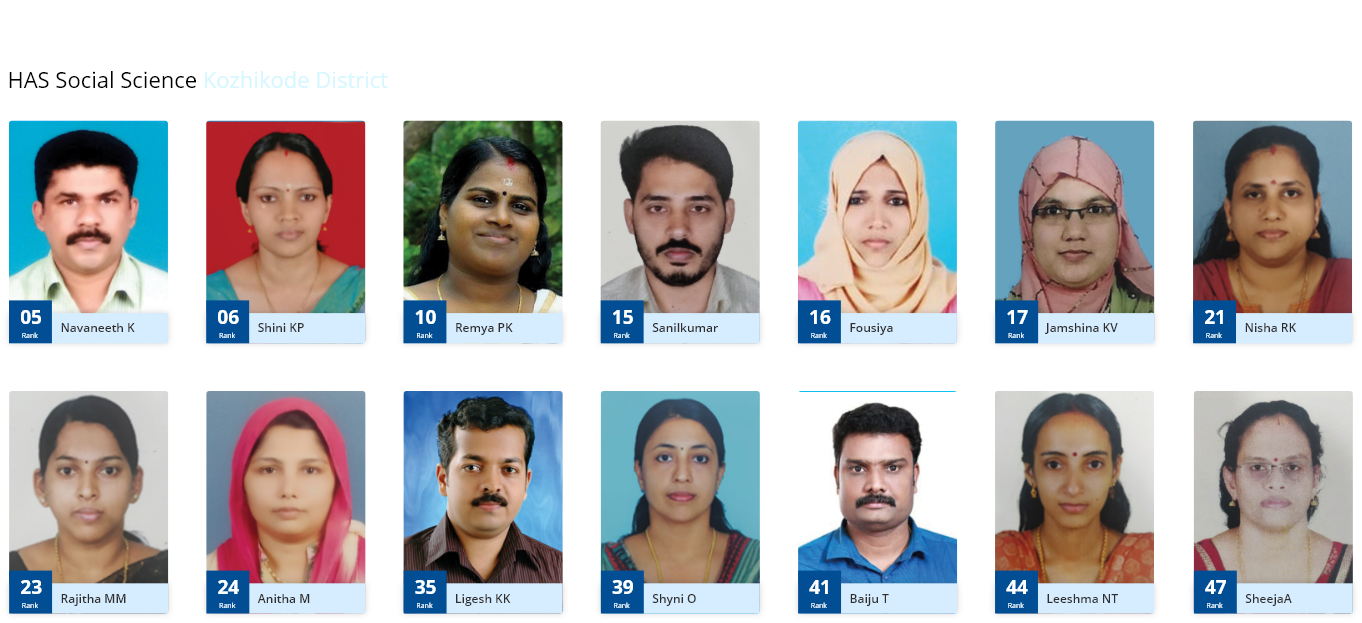 HAS Social Science Kozhikode District
05 Rank Navaneeth K
06 Rank Shini KP
10 Rank Remya PK
15 Rank Sanilkumar
16 Rank Fousiya
17 Rank Jamshina KV
21 Rank Nisha RK
23 Rank Rajitha MM
24 Rank Anitha M
35 Rank Ligesh KK
39 Rank Shyni O
41 Rank Baiju T
44 Rank Leeshma NT
47 Rank SheejaA